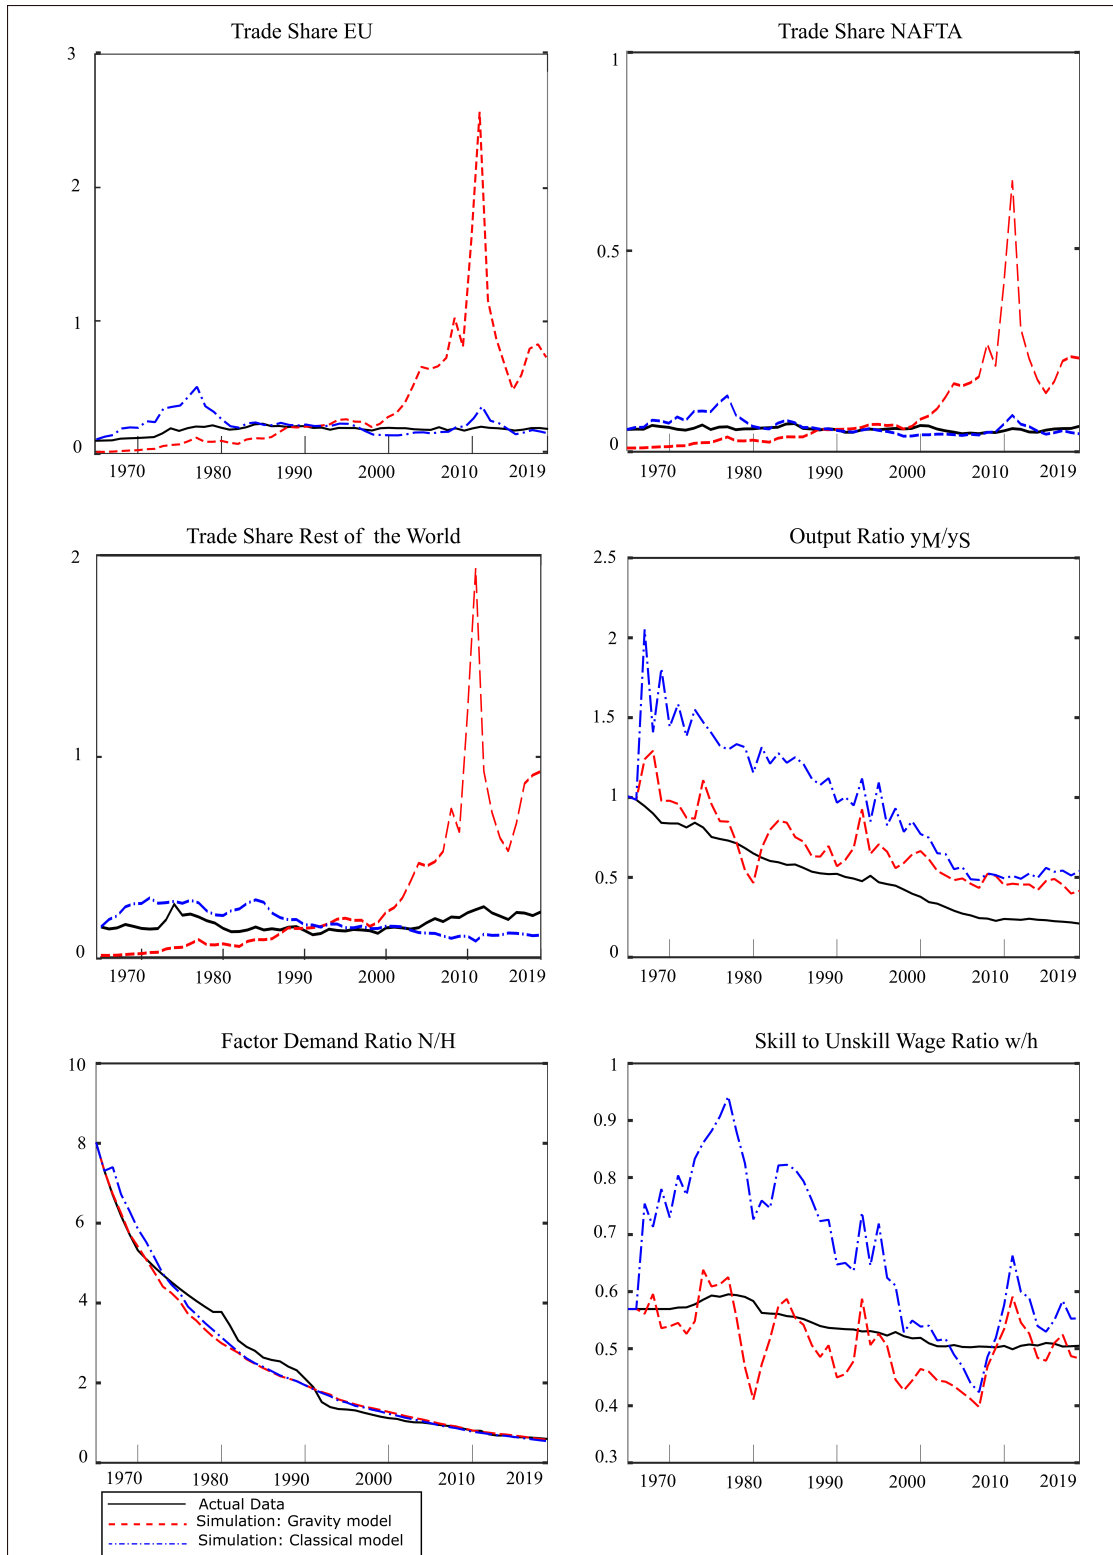 Trade Share EU
3
2
1
0
1970 1980 1990 2000 2010 2019
Trade Share NAFTA
1
0.5
0
1970 1980 1990 2000 2010 2019
Trade Share Rest of the World
2
1
0
1970 1980 1990 2000 2010 2019
Output Ratio yM/yS
2.5
2
1.5
1
0.5
0
1970 1980 1990 2000 2010 2019
Factor Demand Ratio N/H
10
8
6
4
2
0
1970 1980 1990 2000 2010 2019
Skill to Unskill Wage Ratio w/h
1
0.9
0.8
0.7
0.6
0.5
0.4
0.3
1970 1980 1990 2000 2010 2019
Actual Data
Simulation: Gravity model
Simulation: Classical model